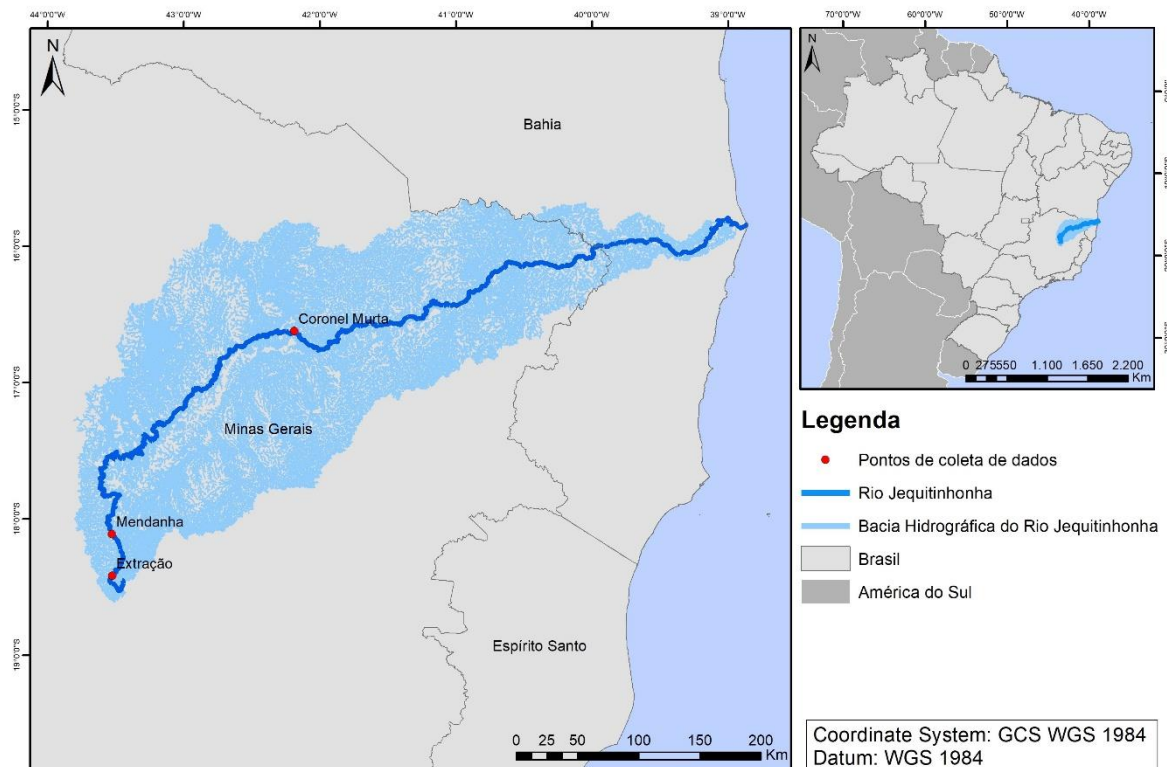 44°0'0"W 43°0'0"W 42°0'0"W 41°0'0"W 40°0'0"W 39°0'0"W
N
15°0'0"S
16°0'0"S
17°0'0"S
18°0'0"S
19°0'0"S
Bahia
Coronel Murta
Minas Gerais
Mendanha
Extração
Espírito Santo
0 25 50 100 150 200
Km
70°0'0"W 60°0'0"W 50°0'0"W 40°0'0"W
N
0 275550 1.100 1.650 2.200
Km
Legenda
Pontos de coleta de dados
Rio Jequitinhonha
Bacia Hidrográfica do Rio Jequitinhonha
Brasil
América do Sul
Coordinate System: GCS WGS 1984
Datum: WGS 1984